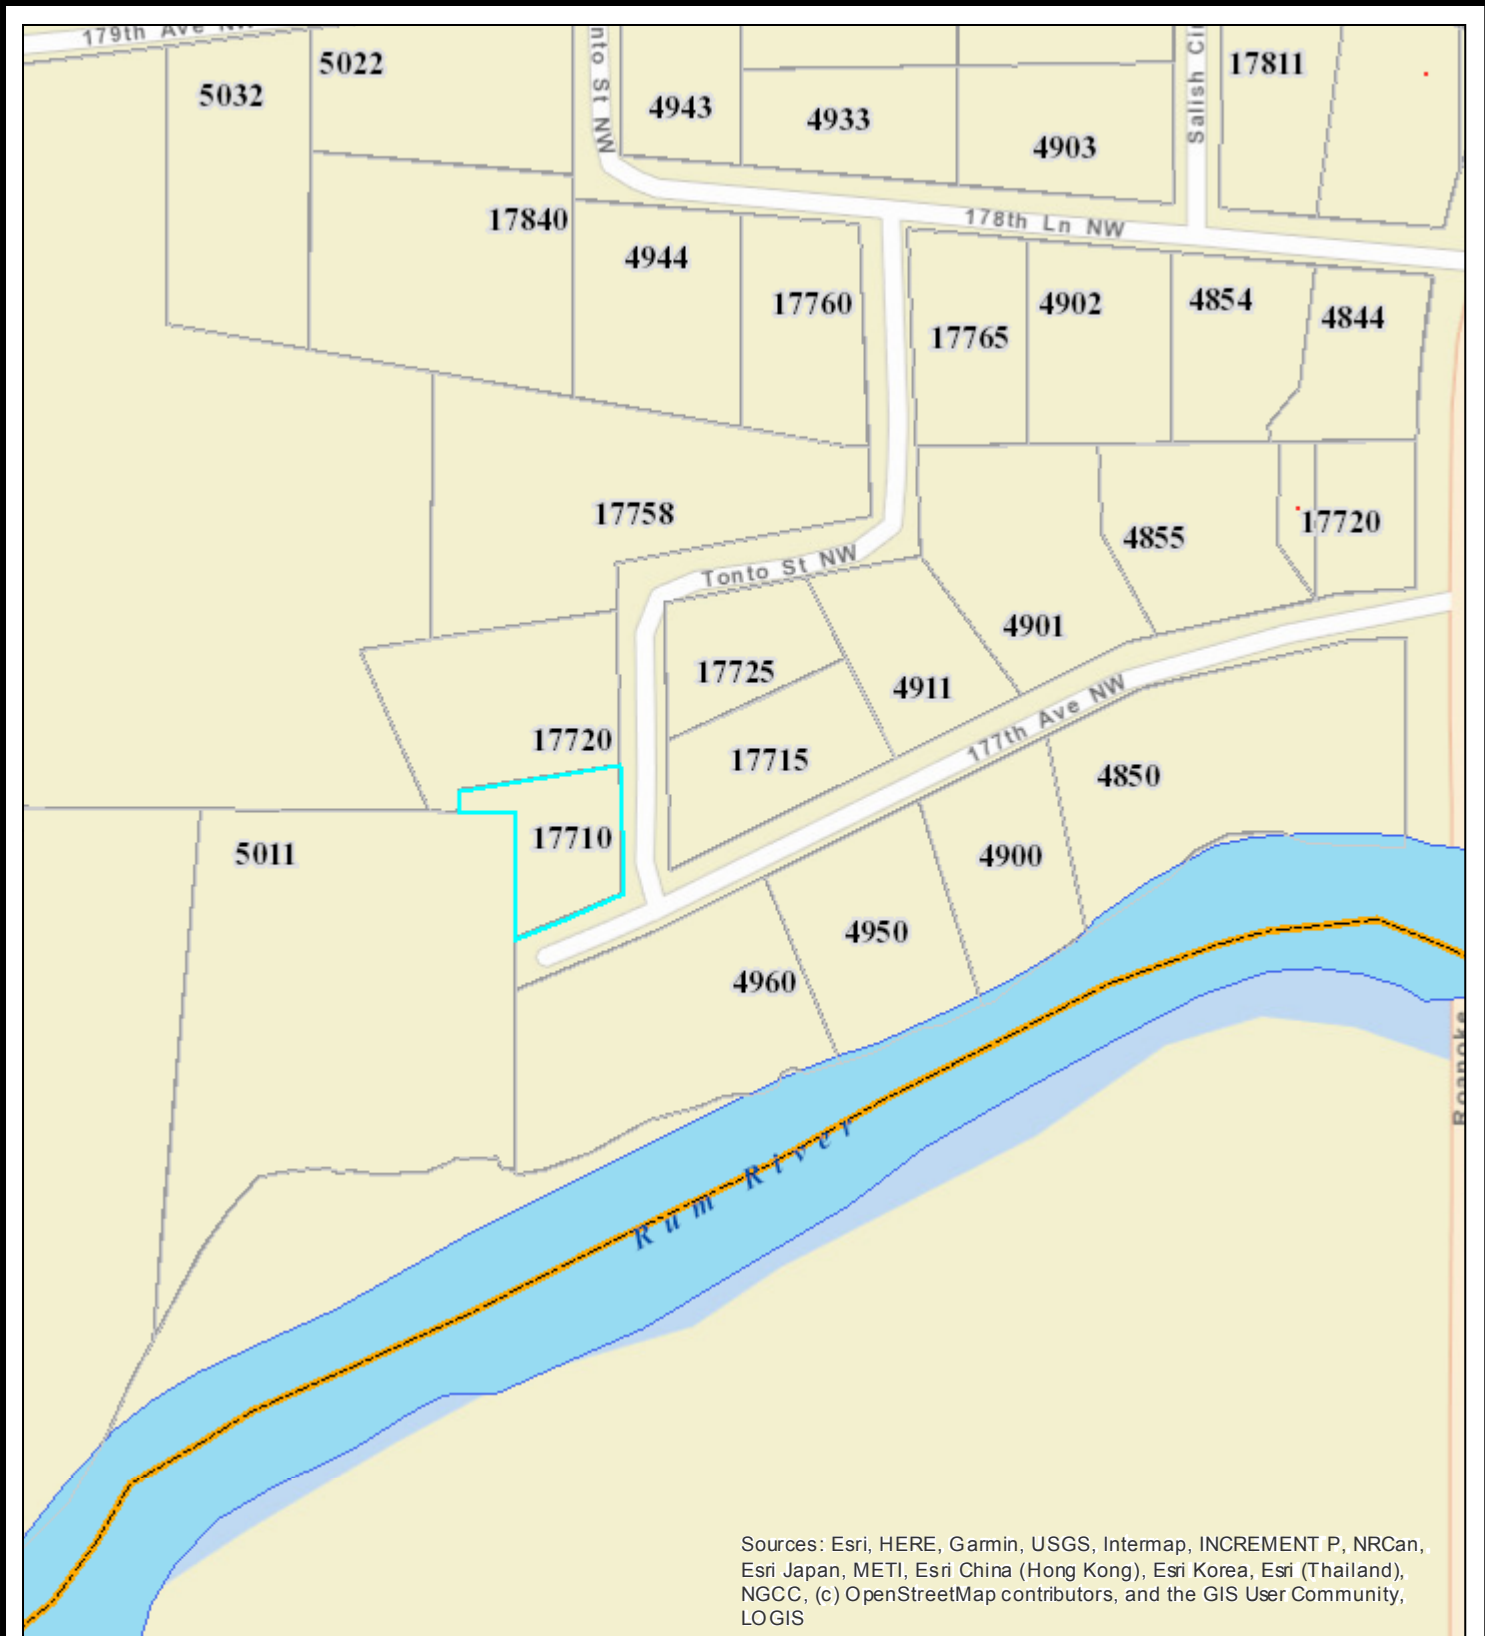 179th Ave NW
5022
5032
nto St NW
4943
4933
4903
Salish Cir
17811
17840
4944
17760
178th Ln NW
17765
4902
4854
4844
17758
Tonto St NW
4855
17720
4901
17725
4911
17720
17715
177th Ave NW
4850
17710
5011
4900
4950
4960
Roanoke
Rum River
Sources: Esri, HERE, Garmin, USGS, Intermap, INCREMENT P, NRCan,
Esri Japan, METI, Esri China (Hong Kong), Esri Korea, Esri (Thailand),
NGCC, (c) OpenStreetMap contributors, and the GIS User Community,
LOGIS